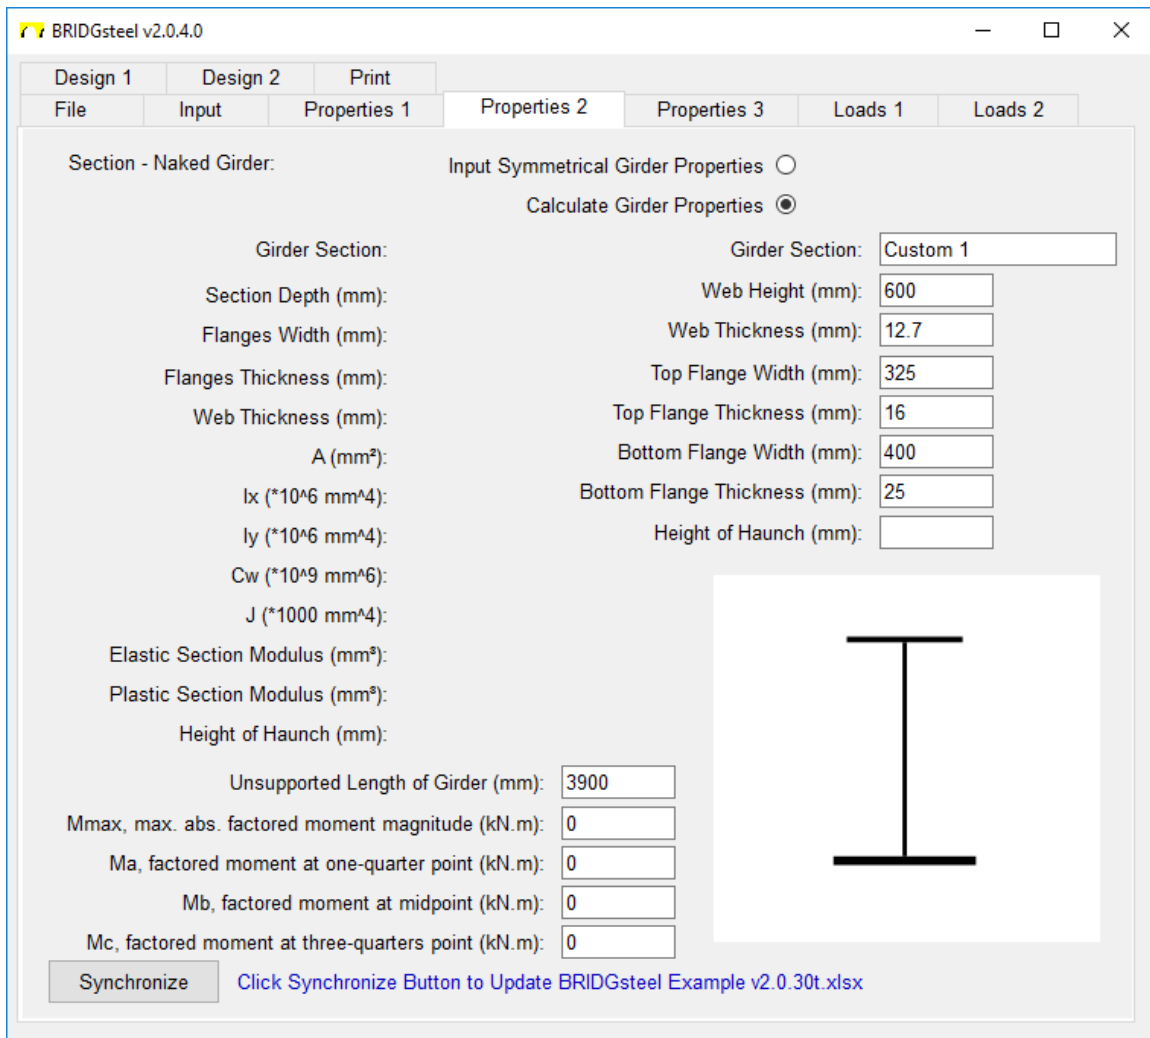 BRIDGsteel v2.0.4.0
Design 1 Design 2 Print
File Input Properties 1 Properties 2 Properties 3 Loads 1 Loads 2
Section - Naked Girder: Input Symmetrical Girder Properties
Calculate Girder Properties
Girder Section: Girder Section: Custom 1
Section Depth (mm): Web Height (mm): 600
Flanges Width (mm): Web Thickness (mm): 12.7
Flanges Thickness (mm): Top Flange Width (mm): 325
Web Thickness (mm): Top Flange Thickness (mm): 16
A (mm²): Bottom Flange Width (mm): 400
Ix (*10^6 mm^4): Bottom Flange Thickness (mm): 25
Iy (*10^6 mm^4): Height of Haunch (mm):
Cw (*10^9 mm^6):
J (*1000 mm^4):
Elastic Section Modulus (mm³):
Plastic Section Modulus (mm³):
Height of Haunch (mm):
Unsupported Length of Girder (mm): 3900
Mmax, max. abs. factored moment magnitude (kN.m): 0
Ma, factored moment at one-quarter point (kN.m): 0
Mb, factored moment at midpoint (kN.m): 0
Mc, factored moment at three-quarters point (kN.m): 0
Synchronize Click Synchronize Button to Update BRIDGsteel Example v2.0.30t.xlsx